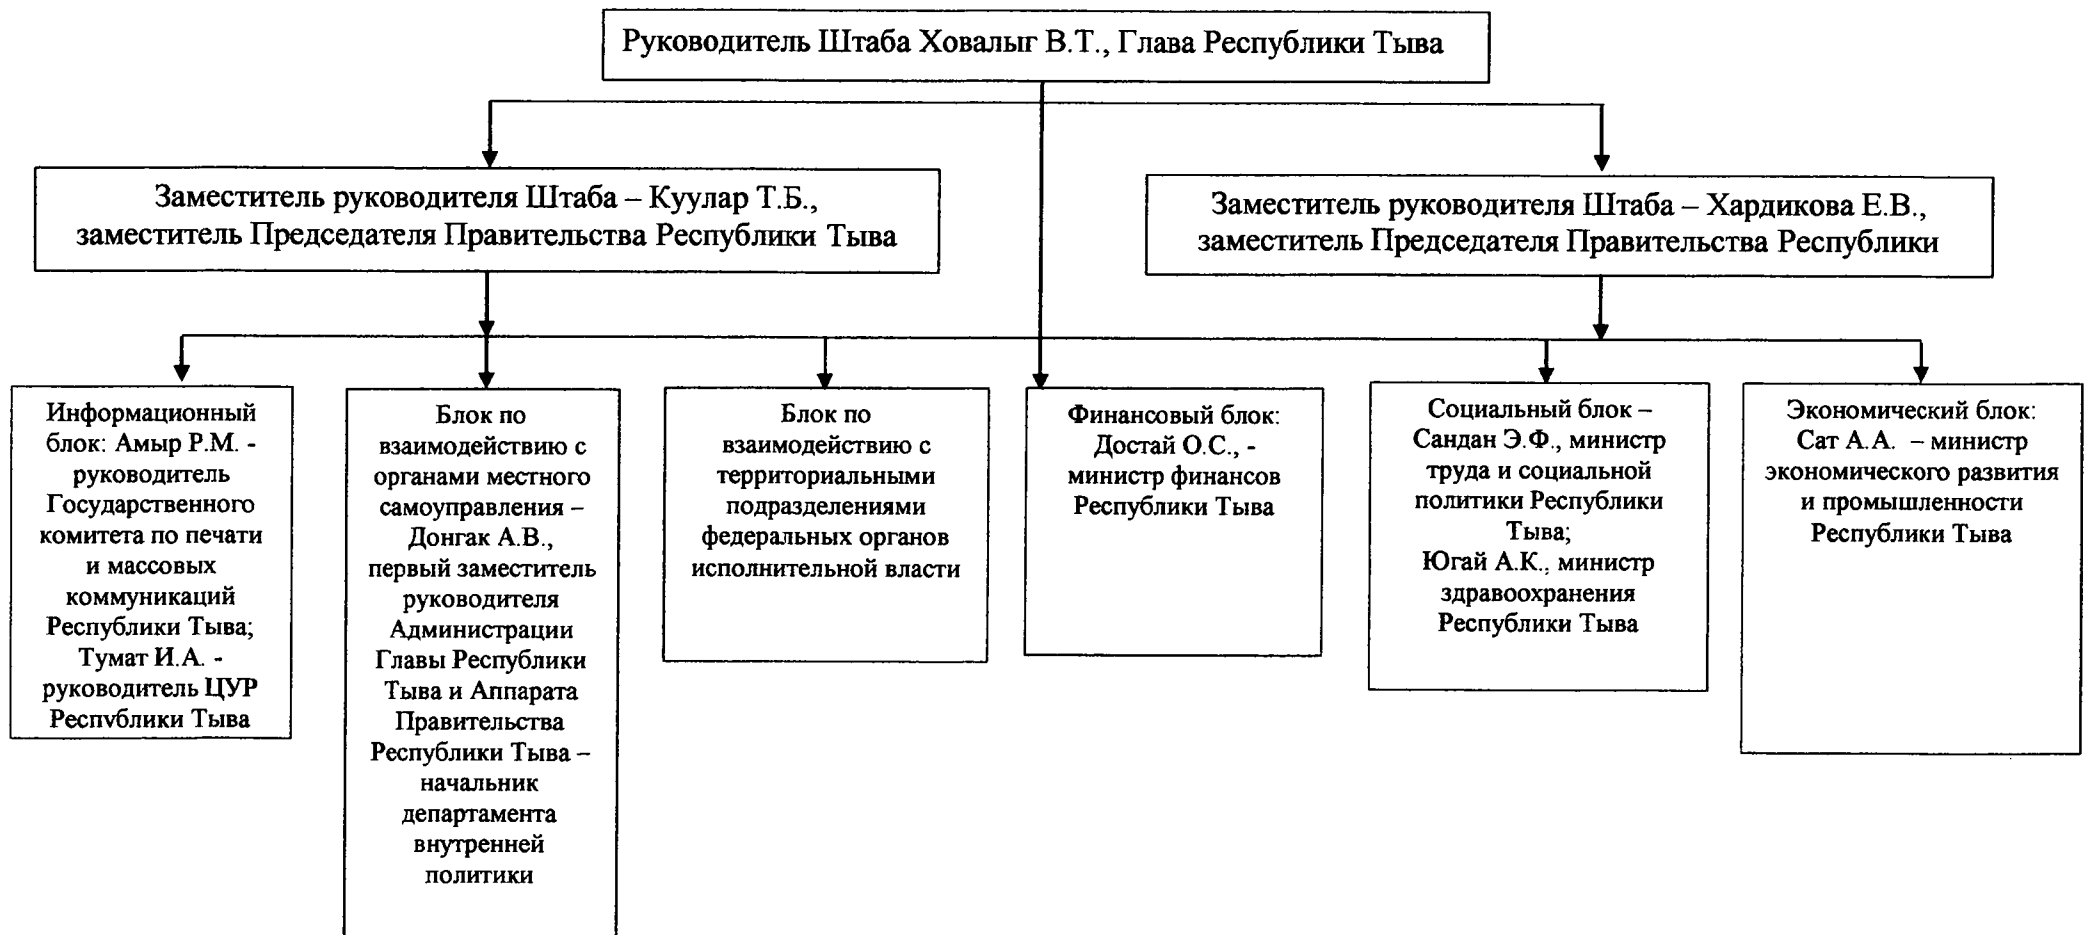 Руководитель Штаба Ховалыг В.Т., Глава Республики Тыва
Заместитель руководителя Штаба – Куулар Т.Б.,
заместитель Председателя Правительства Республики Тыва
Заместитель руководителя Штаба – Хардикова Е.В.,
заместитель Председателя Правительства Республики
Информационный
блок: Амыр Р.М. -
руководитель
Государственного
комитета по печати
и массовых
коммуникаций
Республики Тыва;
Тумат И.А. -
руководитель ЦУР
Республики Тыва
Блок по
взаимодействию с
органами местного
самоуправления –
Донгак А.В.,
первый заместитель
руководителя
Администрации
Главы Республики
Тыва и Аппарата
Правительства
Республики Тыва –
начальник
департамента
внутренней
политики
Блок по
взаимодействию с
территориальными
подразделениями
федеральных органов
исполнительной власти
Финансовый блок:
Достай О.С., -
министр финансов
Республики Тыва
Социальный блок –
Сандан Э.Ф., министр
труда и социальной
политики Республики
Тыва;
Югай А.К., министр
здравоохранения
Республики Тыва
Экономический блок:
Сат А.А. – министр
экономического развития
и промышленности
Республики Тыва